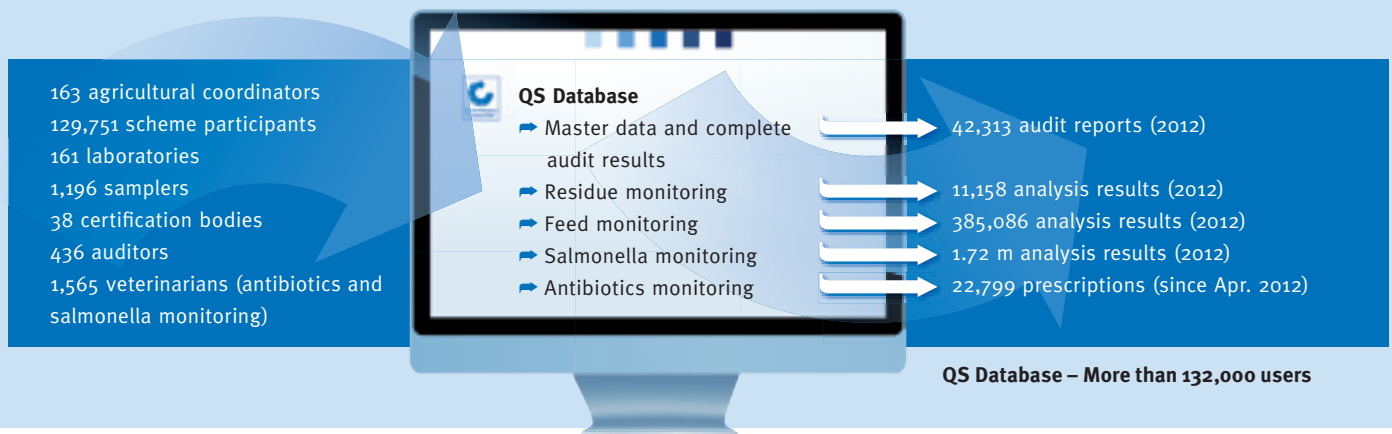 163 agricultural coordinators
129,751 scheme participants
161 laboratories
1,196 samplers
38 certification bodies
436 auditors
1,565 veterinarians (antibiotics and
salmonella monitoring)
QS Database
Master data and complete
audit results
Residue monitoring
Feed monitoring
Salmonella monitoring
Antibiotics monitoring
42,313 audit reports (2012)
11,158 analysis results (2012)
385,086 analysis results (2012)
1.72 m analysis results (2012)
22,799 prescriptions (since Apr. 2012)
QS Database – More than 132,000 users